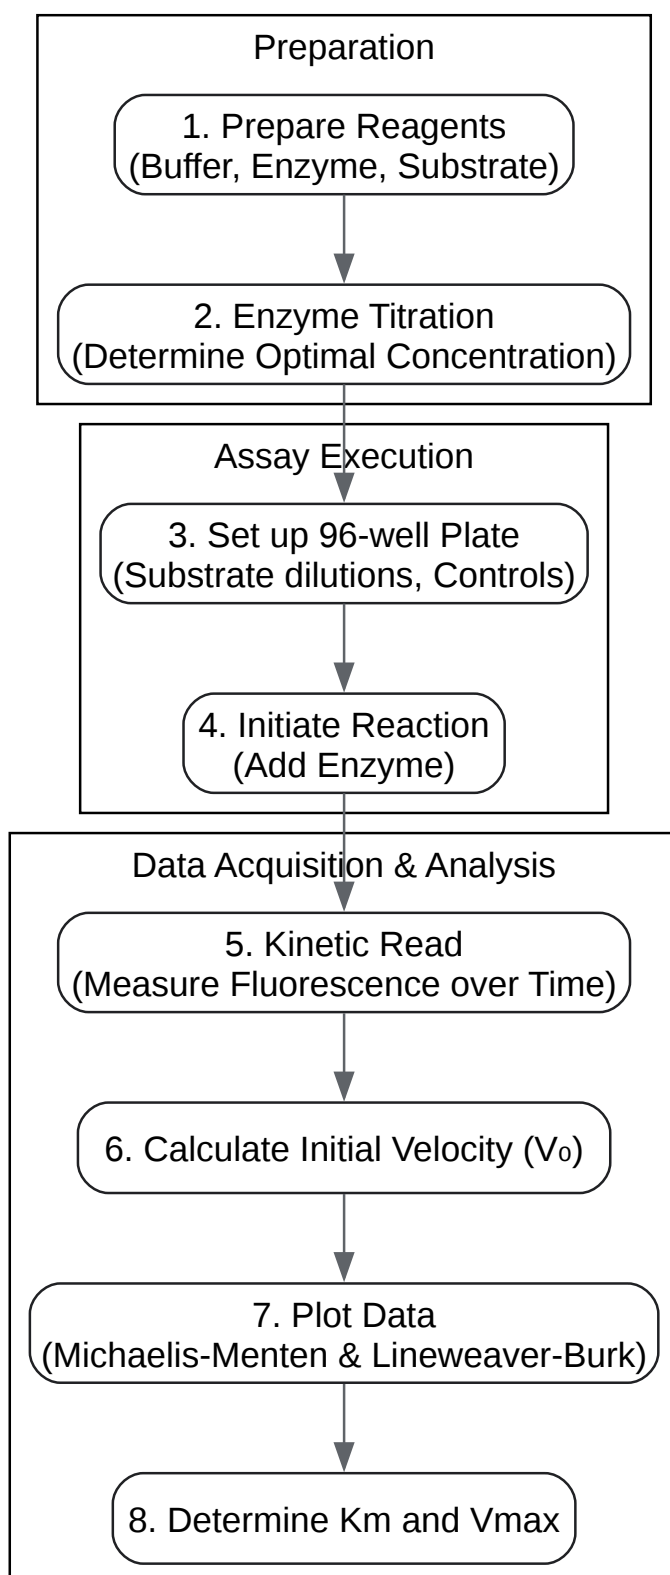 Preparation
1. Prepare Reagents
(Buffer, Enzyme, Substrate)
2. Enzyme Titration
(Determine Optimal Concentration)
Assay Execution
3. Set up 96-well Plate
(Substrate dilutions, Controls)
4. Initiate Reaction
(Add Enzyme)
Data Acquisition & Analysis
5. Kinetic Read
(Measure Fluorescence over Time)
6. Calculate Initial Velocity (V₀)
7. Plot Data
(Michaelis-Menten & Lineweaver-Burk)
8. Determine Km and Vmax